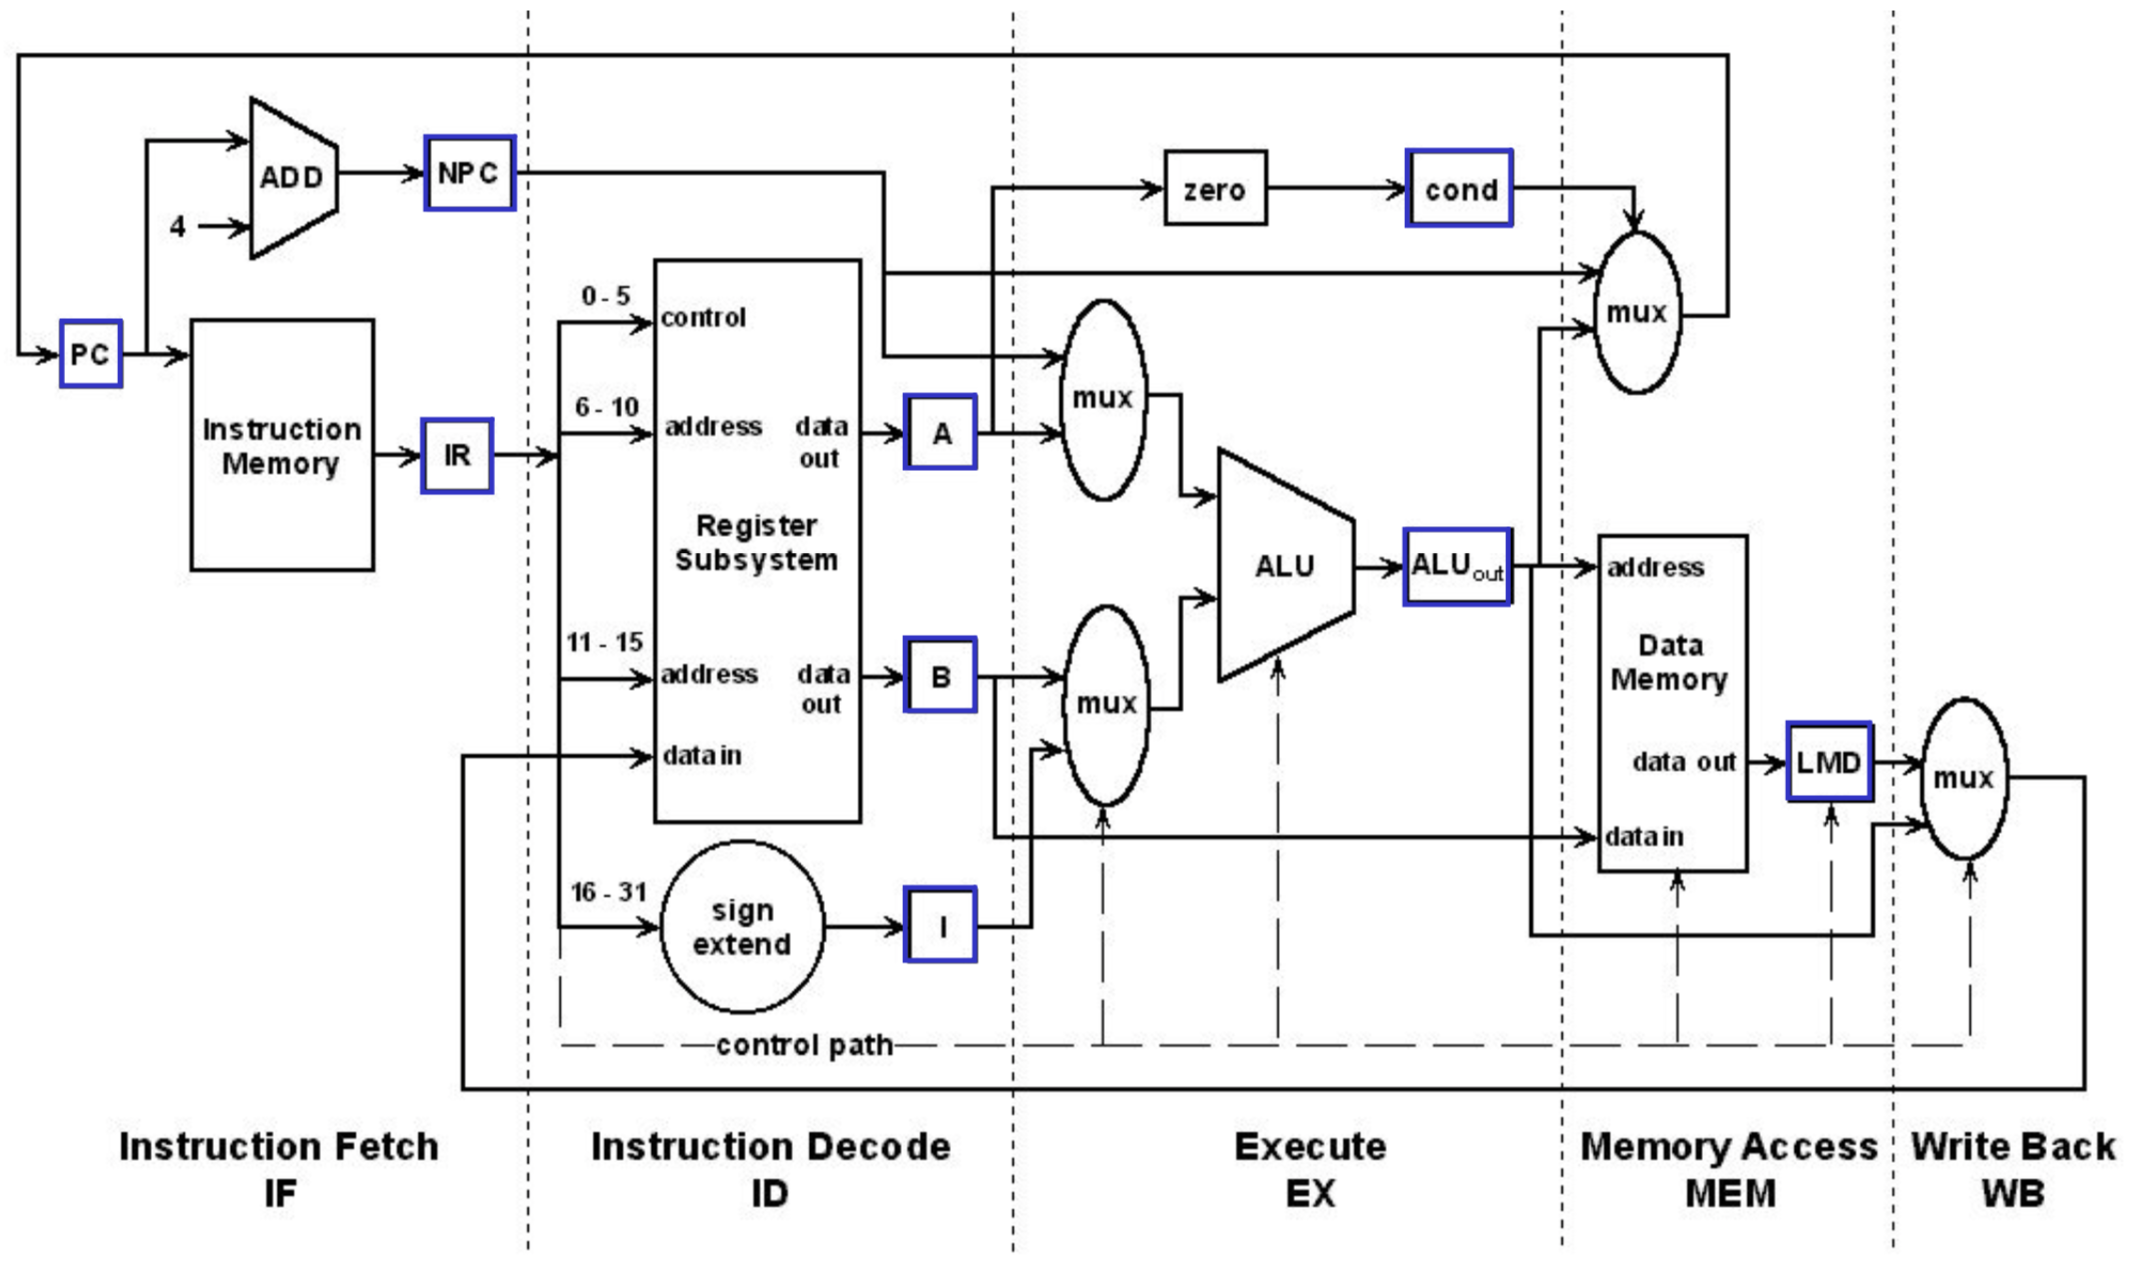 ADD
NPC
4
zero
cond
0 - 5
control
mux
PC
Instruction
Memory
IR
6 - 10
address
data
out
A
mux
Register
Subsystem
ALU
ALUout
address
Data
Memory
11 - 15
address
data
out
B
mux
data in
data out
LMD
mux
data in
16 - 31
sign
extend
I
control path
Instruction Fetch
IF
Instruction Decode
ID
Execute
EX
Memory Access
MEM
Write Back
WB